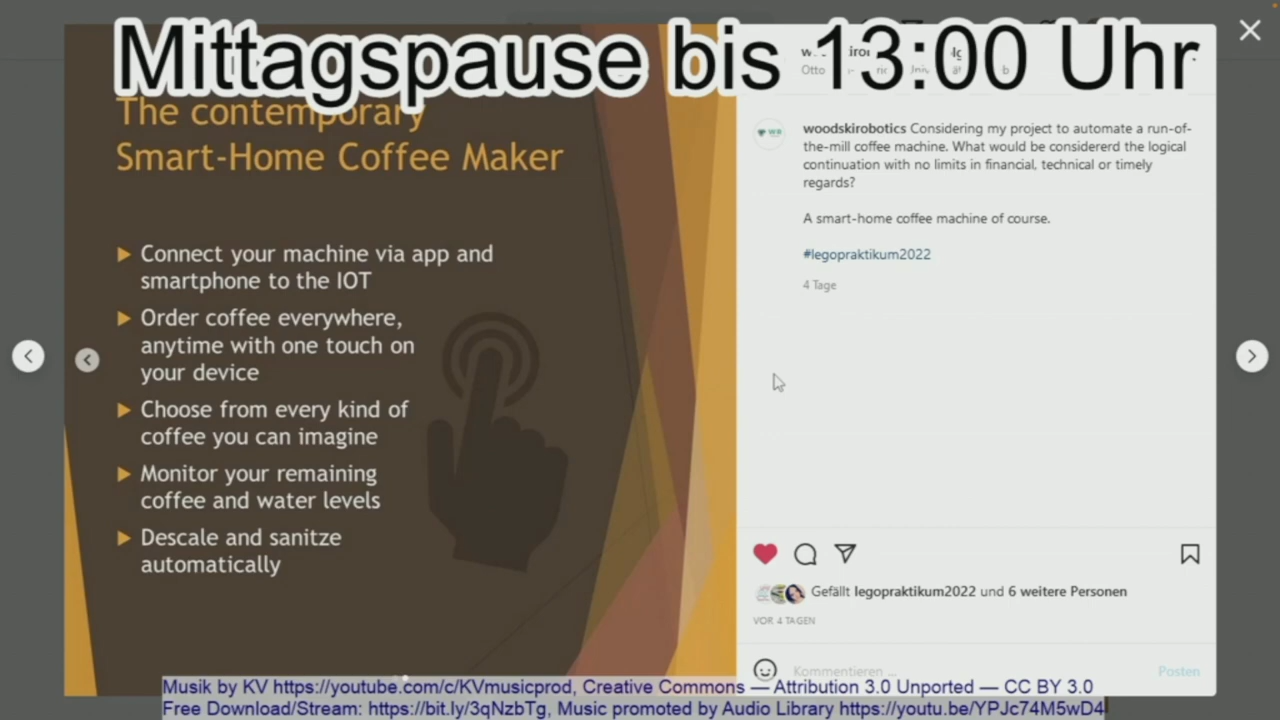 Mittagspause bis 13:00 Uhr
The contemporary
Smart-Home Coffee Maker
Connect your machine via app and
smartphone to the IOT
Order coffee everywhere,
anytime with one touch on
your device
Choose from every kind of
coffee you can imagine
Monitor your remaining
coffee and water levels
Descale and sanitze
automatically
Otto
woodskirobotics Considering my project to automate a run-of-
the-mill coffee machine. What would be considererd the logical
continuation with no limits in financial, technical or timely
regards?
A smart-home coffee machine of course.
#legopraktikum2022
4 Tage
Gefällt legopraktikum2022 und 6 weitere Personen
VOR 4 TAGEN
Kommentieren ...
Posten
Musik by KV https://youtube.com/c/KVmusicprod, Creative Commons — Attribution 3.0 Unported — CC BY 3.0
Free Download/Stream: https://bit.ly/3qNzbTg, Music promoted by Audio Library https://youtu.be/YPJc74M5wD4